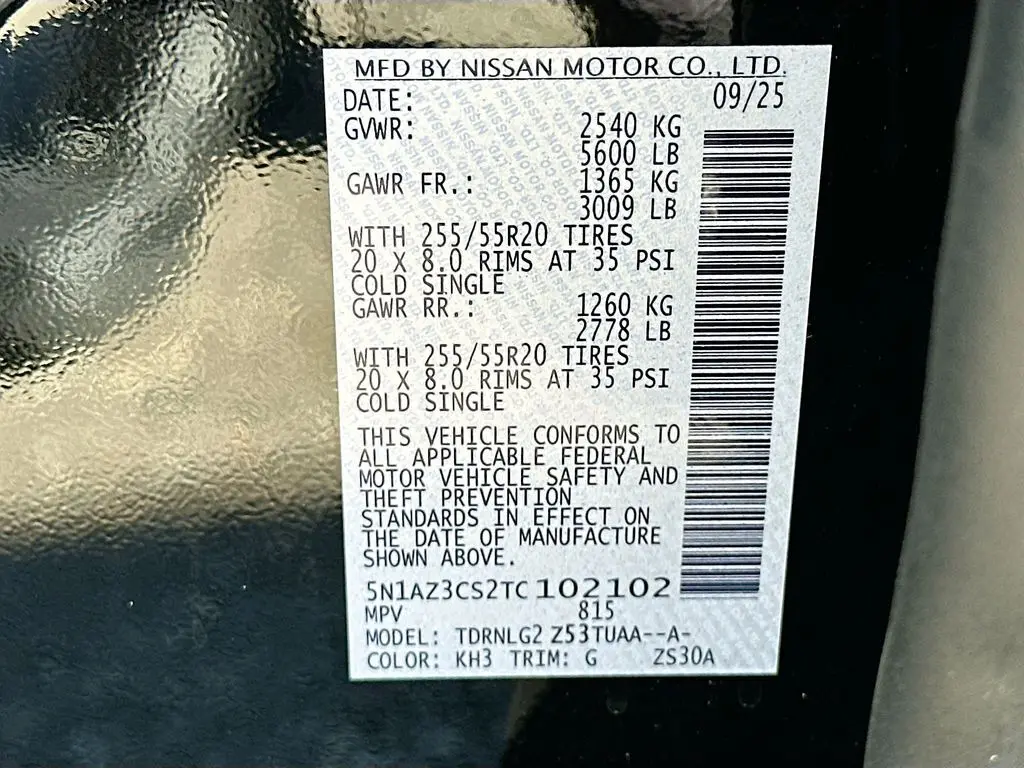 MFD BY NISSAN MOTOR CO., LTD.
DATE: 09/25
GVWR: 2540 KG
5600 LB
GAWR FR.: 1365 KG
3009 LB
WITH 255/55R20 TIRES
20 X 8.0 RIMS AT 35 PSI
COLD SINGLE
GAWR RR.: 1260 KG
2778 LB
WITH 255/55R20 TIRES
20 X 8.0 RIMS AT 35 PSI
COLD SINGLE
THIS VEHICLE CONFORMS TO
ALL APPLICABLE FEDERAL
MOTOR VEHICLE SAFETY AND
THEFT PREVENTION
STANDARDS IN EFFECT ON
THE DATE OF MANUFACTURE
SHOWN ABOVE.
5N1AZ3CS2TC102102
MPV 815
MODEL: TDRNLG2 Z53TUAA--A-
COLOR: KH3 TRIM: G ZS30A